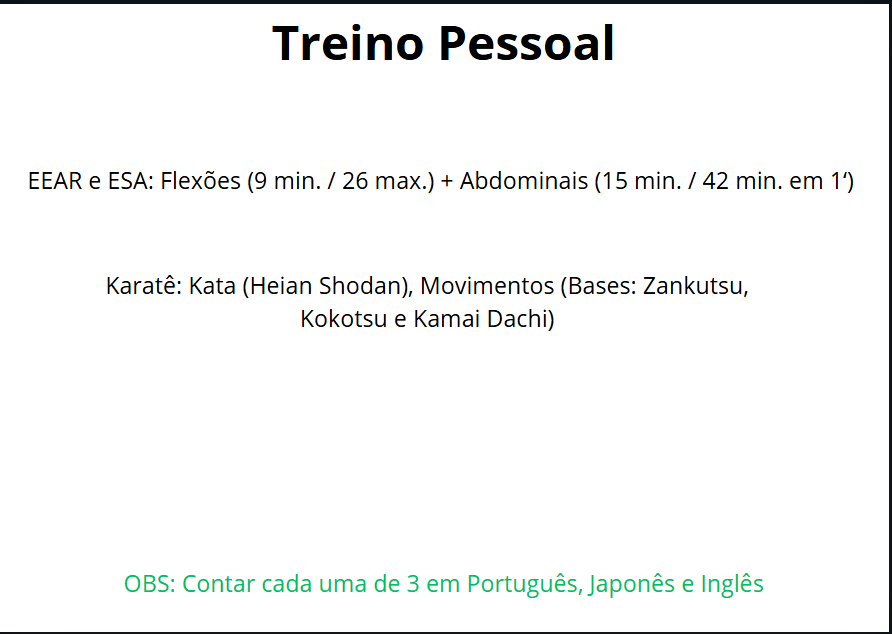 Treino Pessoal
EEAR e ESA: Flexões (9 min. / 26 max.) + Abdominais (15 min. / 42 min. em 1‘)
Karatê: Kata (Heian Shodan), Movimentos (Bases: Zankutsu,
Kokotsu e Kamai Dachi)
OBS: Contar cada uma de 3 em Português, Japonês e Inglês